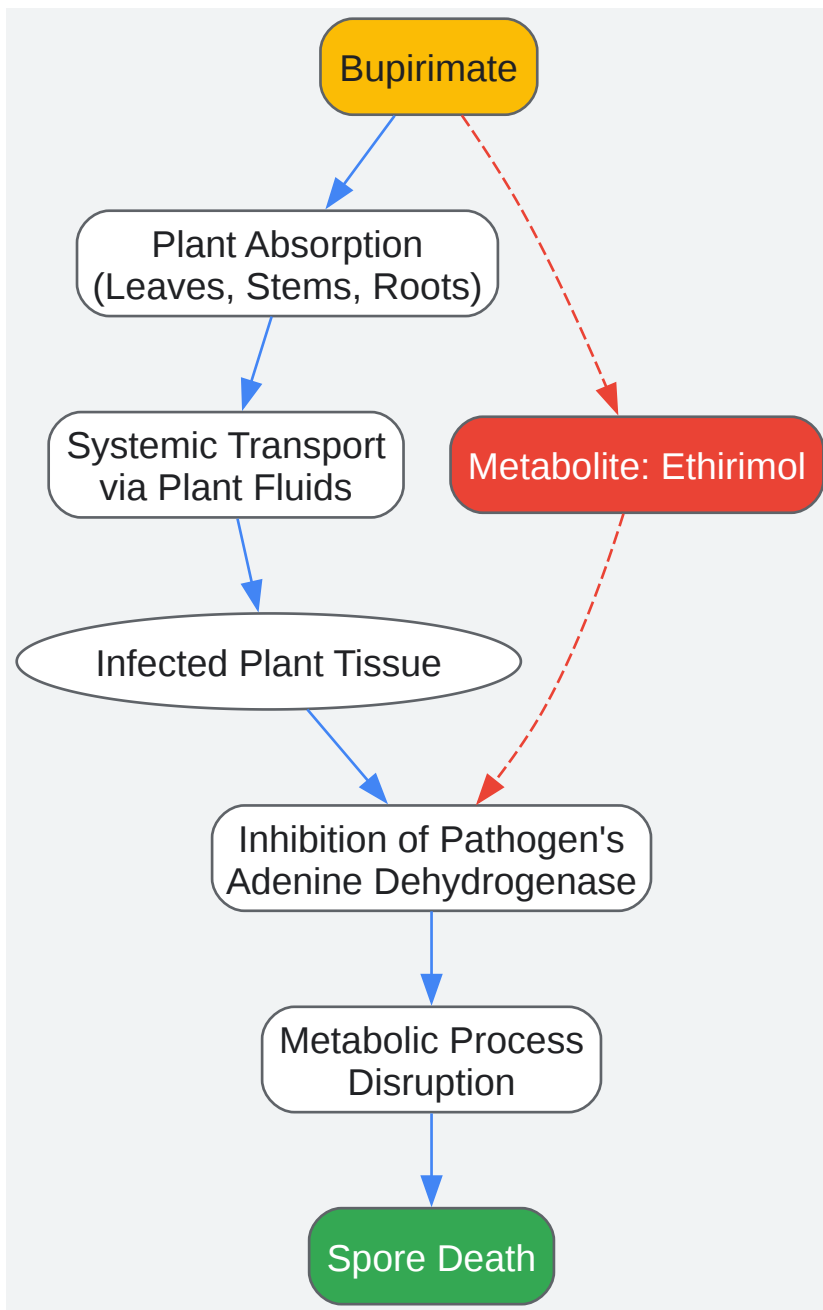 Bupirimate
Plant Absorption
(Leaves, Stems, Roots)
Systemic Transport
via Plant Fluids
Metabolite: Ethirimol
Infected Plant Tissue
Inhibition of Pathogen's
Adenine Dehydrogenase
Metabolic Process
Disruption
Spore Death